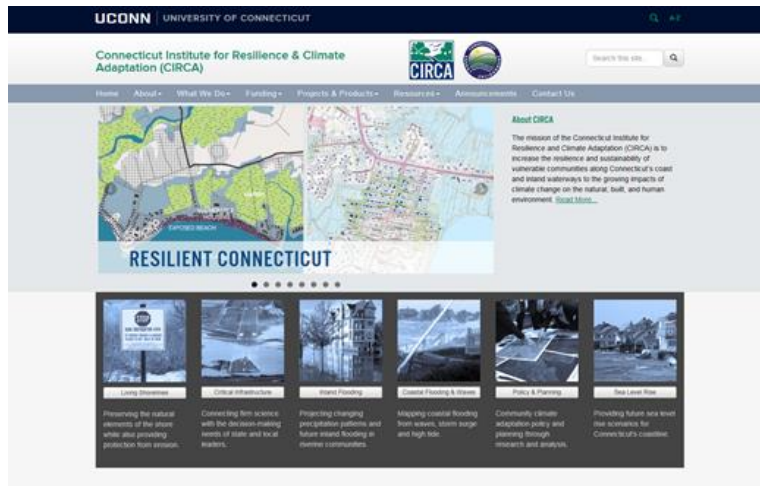 UCONN UNIVERSITY OF CONNECTICUT
A-Z
Connecticut Institute for Resilience & Climate
Adaptation (CIRCA)
CIRCA
Search this site...
Home About What We Do Funding Projects & Products Resources Announcements Contact Us
EXPOSED BEACH
RESILIENT CONNECTICUT
About CIRCA
The mission of the Connecticut Institute for
Resilience and Climate Adaptation (CIRCA) is to
increase the resilience and sustainability of
vulnerable communities along Connecticut's coast
and inland waterways to the growing impacts of
climate change on the natural, built, and human
environment. Read More...
STOP
Living Shorelines
Preserving the natural
elements of the shore
while also providing
protection from erosion.
Critical Infrastructure
Connecting firm science
with the decision-making
needs of state and local
leaders.
Inland Flooding
Projecting changing
precipitation patterns and
future inland flooding in
riverine communities.
Coastal Flooding & Waves
Mapping coastal flooding
from waves, storm surge
and high tide.
Policy & Planning
Community climate
adaptation policy and
planning through
research and analysis.
Sea Level Rise
Providing future sea level
rise scenarios for
Connecticut's coastline.